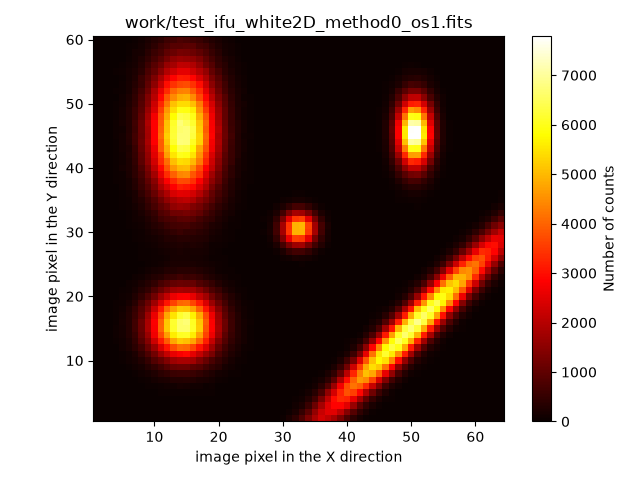 work/test_ifu_white2D_method0_os1.fits
60
50
40
30
20
10
image pixel in the Y direction
10 20 30 40 50 60
image pixel in the X direction
7000
6000
5000
4000
3000
2000
1000
0
Number of counts